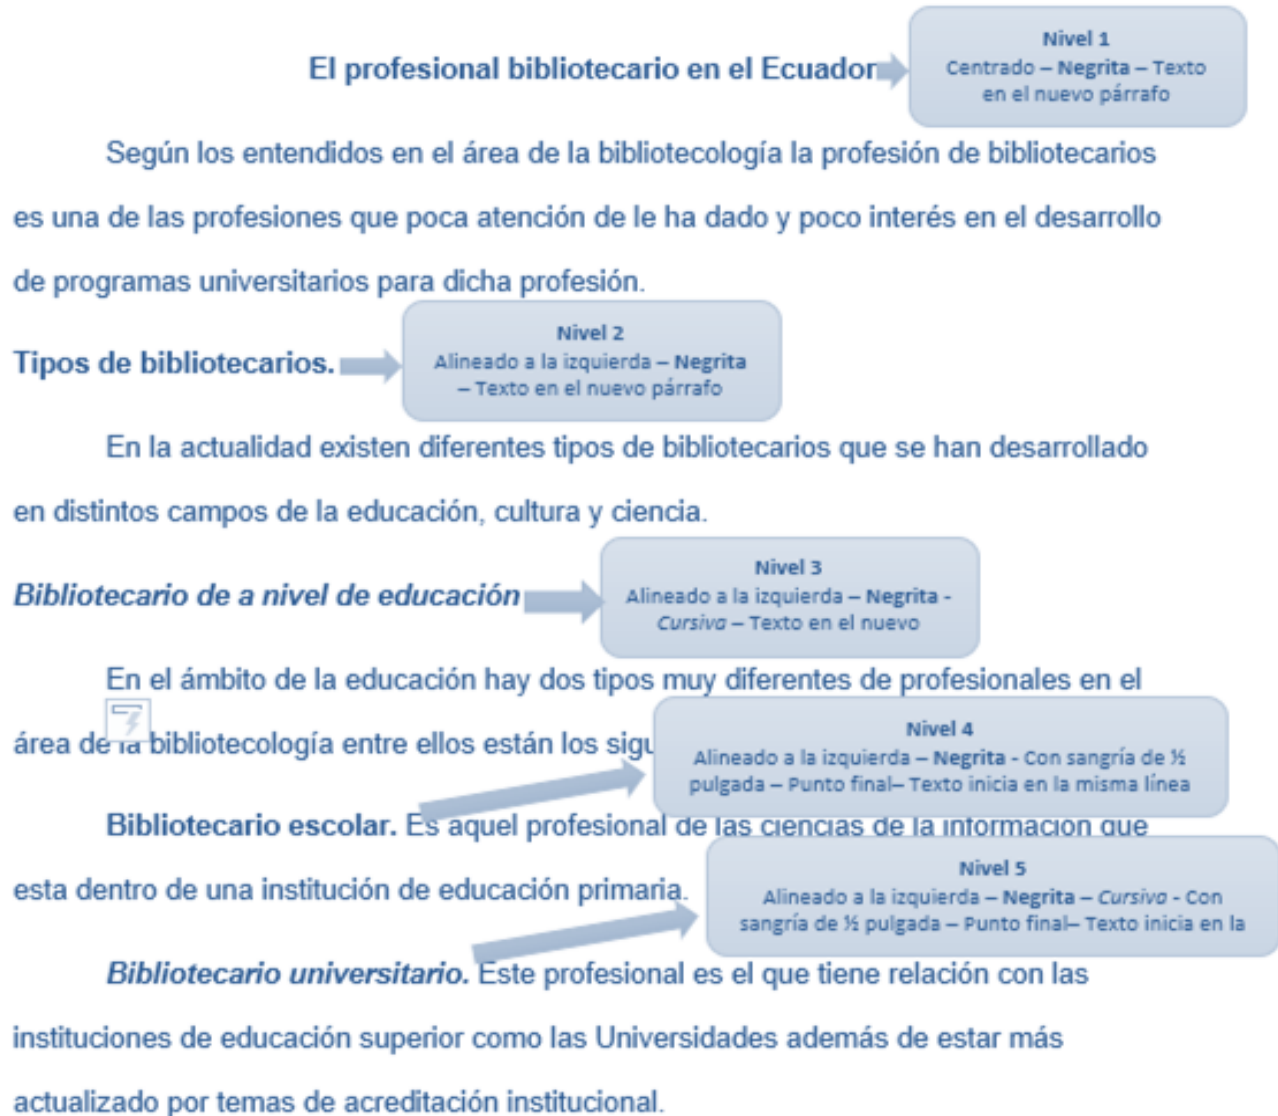 El profesional bibliotecario en el Ecuador
Nivel 1
Centrado – Negrita – Texto
en el nuevo párrafo
Según los entendidos en el área de la bibliotecología la profesión de bibliotecarios
es una de las profesiones que poca atención de le ha dado y poco interés en el desarrollo
de programas universitarios para dicha profesión.
Tipos de bibliotecarios.
Nivel 2
Alineado a la izquierda – Negrita
– Texto en el nuevo párrafo
En la actualidad existen diferentes tipos de bibliotecarios que se han desarrollado
en distintos campos de la educación, cultura y ciencia.
Bibliotecario de a nivel de educación
Nivel 3
Alineado a la izquierda – Negrita -
Cursiva – Texto en el nuevo
En el ámbito de la educación hay dos tipos muy diferentes de profesionales en el
área de la bibliotecología entre ellos están los sigu
Nivel 4
Alineado a la izquierda – Negrita - Con sangría de ½
pulgada – Punto final– Texto inicia en la misma línea
Bibliotecario escolar. Es aquel profesional de las ciencias de la información que
esta dentro de una institución de educación primaria.
Nivel 5
Alineado a la izquierda – Negrita – Cursiva - Con
sangría de ½ pulgada – Punto final– Texto inicia en la
Bibliotecario universitario. Este profesional es el que tiene relación con las
instituciones de educación superior como las Universidades además de estar más
actualizado por temas de acreditación institucional.